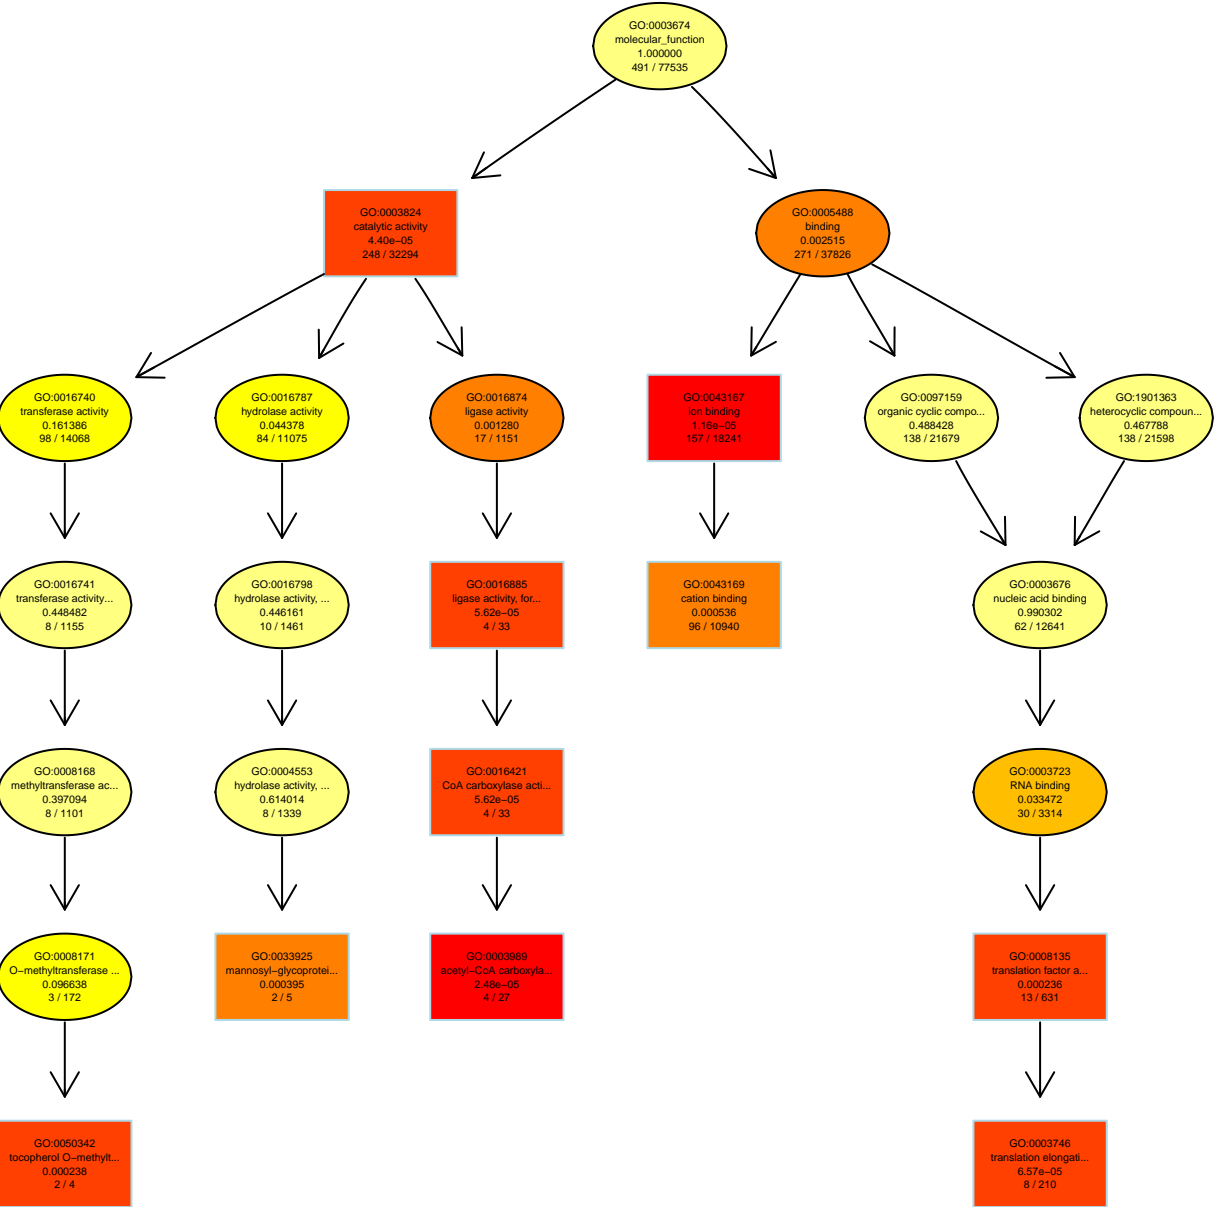 GO:0003674
molecular_function
1.000000
491 / 77535
GO:0003824
catalytic activity
4.40e−05
248 / 32294
GO:0005488
binding
0.002515
271 / 37826
GO:0016740
transferase activity
0.161386
98 / 14068
GO:0016787
hydrolase activity
0.044378
84 / 11075
GO:0016874
ligase activity
0.001280
17 / 1151
GO:0043167
ion binding
1.16e−05
157 / 18241
GO:0097159
organic cyclic compo...
0.488428
138 / 21679
GO:1901363
heterocyclic compoun...
0.467788
138 / 21598
GO:0016741
transferase activity...
0.448482
8 / 1155
GO:0016798
hydrolase activity, ...
0.446161
10 / 1461
GO:0016885
ligase activity, for...
5.62e−05
4 / 33
GO:0043169
cation binding
0.000536
96 / 10940
GO:0003676
nucleic acid binding
0.990302
62 / 12641
GO:0008168
methyltransferase ac...
0.397094
8 / 1101
GO:0004553
hydrolase activity, ...
0.614014
8 / 1339
GO:0016421
CoA carboxylase acti...
5.62e−05
4 / 33
GO:0003723
RNA binding
0.033472
30 / 3314
GO:0008171
O−methyltransferase ...
0.096638
3 / 172
GO:0033925
mannosyl−glycoprotei...
0.000395
2 / 5
GO:0003989
acetyl−CoA carboxyla...
2.48e−05
4 / 27
GO:0008135
translation factor a...
0.000236
13 / 631
GO:0050342
tocopherol O−methylt...
0.000238
2 / 4
GO:0003746
translation elongati...
6.57e−05
8 / 210